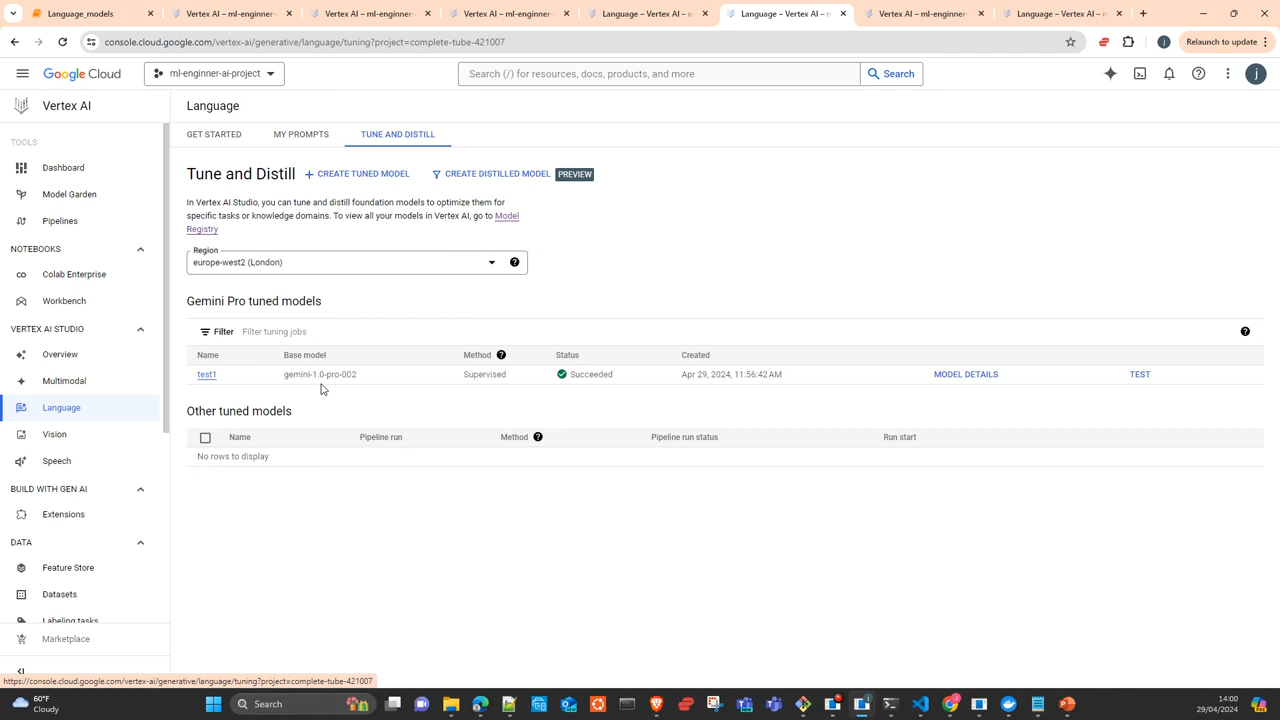 Language_models
Vertex AI – ml-enginner-
Vertex AI – ml-enginner-
Vertex AI – ml-enginner-
Language – Vertex AI – m
Language – Vertex AI – m
Vertex AI – ml-enginner-
Language – Vertex AI – m
console.cloud.google.com/vertex-ai/generative/language/tuning?project=complete-tube-421007
j
Relaunch to update
Google Cloud
ml-enginner-ai-project
Search (/) for resources, docs, products, and more
Search
j
Vertex AI
TOOLS
Dashboard
Model Garden
Pipelines
NOTEBOOKS
Colab Enterprise
Workbench
VERTEX AI STUDIO
Overview
Multimodal
Language
Vision
Speech
BUILD WITH GEN AI
Extensions
DATA
Feature Store
Datasets
Labeling tasks
Marketplace
Language
GET STARTED
MY PROMPTS
TUNE AND DISTILL
Tune and Distill
CREATE TUNED MODEL
CREATE DISTILLED MODEL
PREVIEW
In Vertex AI Studio, you can tune and distill foundation models to optimize them for
specific tasks or knowledge domains. To view all your models in Vertex AI, go to Model
Registry
Region
europe-west2 (London)
Gemini Pro tuned models
Filter Filter tuning jobs
Name Base model Method Status Created
test1 gemini-1.0-pro-002 Supervised Succeeded Apr 29, 2024, 11:56:42 AM MODEL DETAILS TEST
Other tuned models
Name Pipeline run Method Pipeline run status Run start
No rows to display
https://console.cloud.google.com/vertex-ai/generative/language/tuning?project=complete-tube-421007
60°F
Cloudy
Search
14:00
29/04/2024